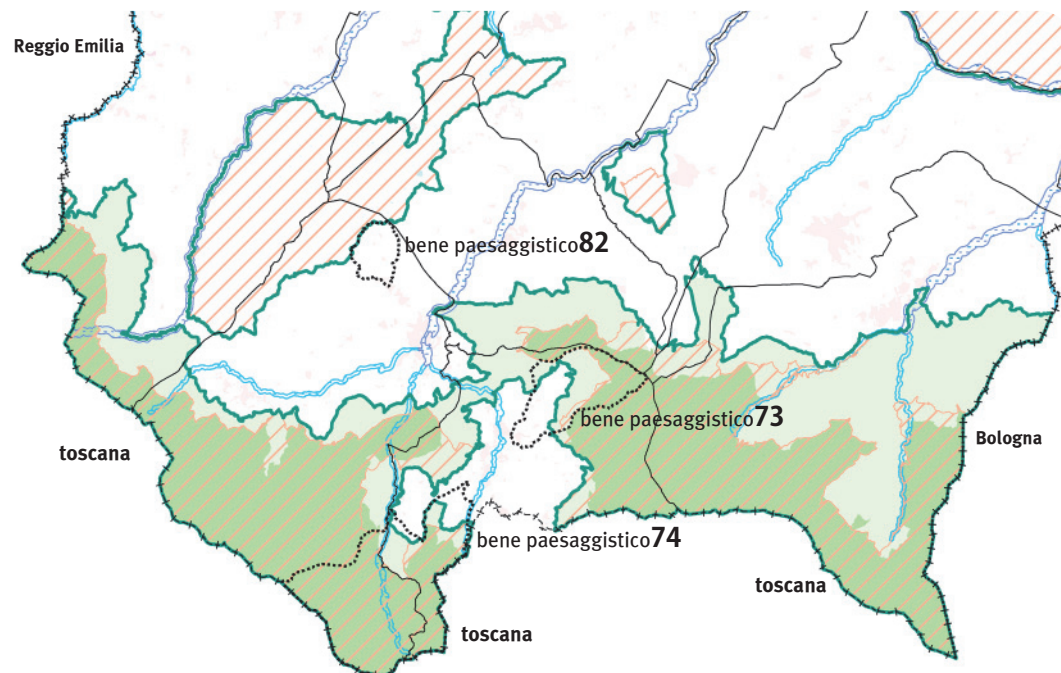 Reggio Emilia
bene paesaggistico82
bene paesaggistico73
Bologna
toscana
bene paesaggistico74
toscana
toscana